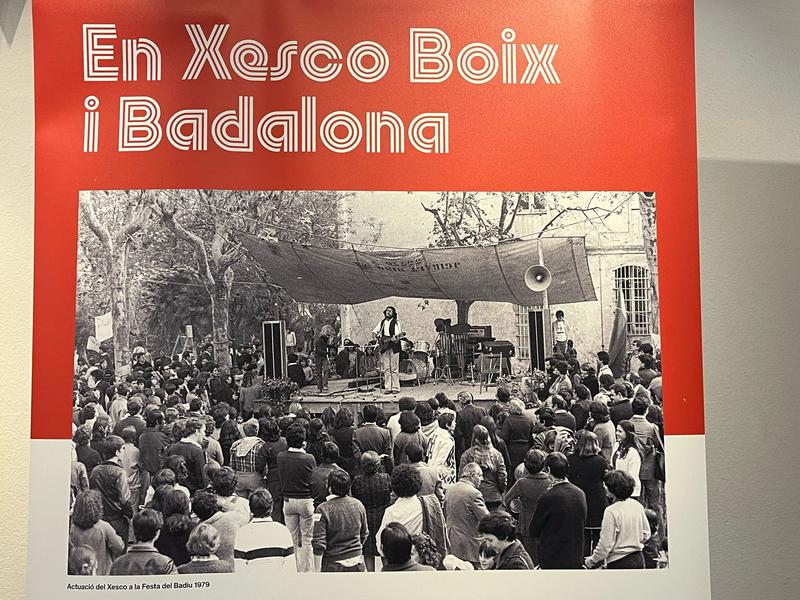 En Xesco Boix
i Badalona
Actuació del Xesco a la Festa del Badiu 1979